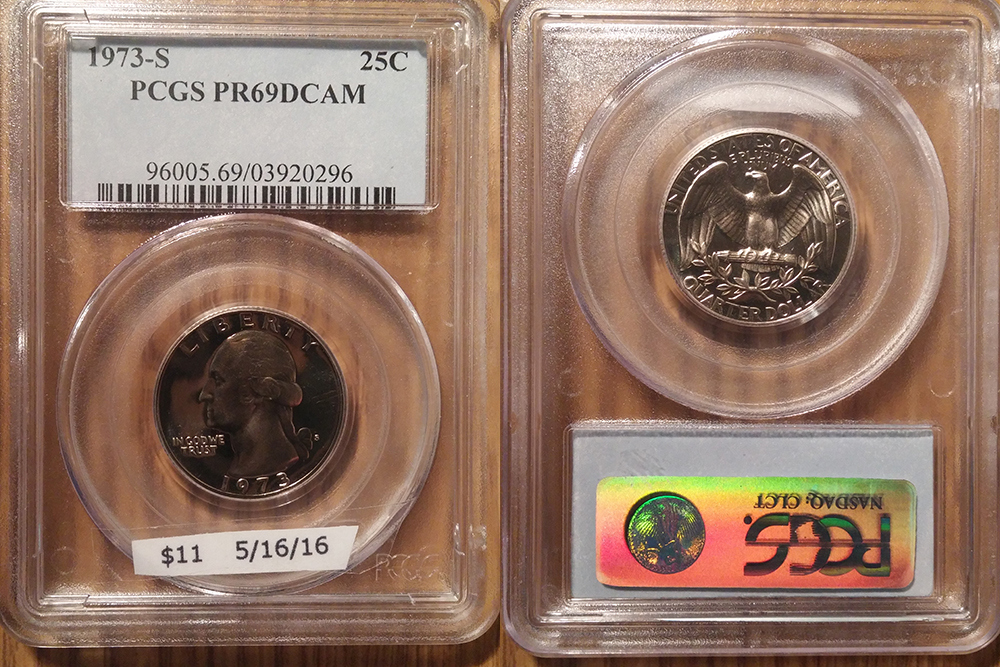 1973-S 25C
PCGS PR69DCAM
96005.69/03920296
LIBERTY
IN GOD WE
TRUST
S
1973
$11 5/16/16
PCGS
UNITED STATES OF AMERICA
E PLURIBUS
UNUM
QUARTER DOLLAR
NASDAQ, CLCT
PCGS.